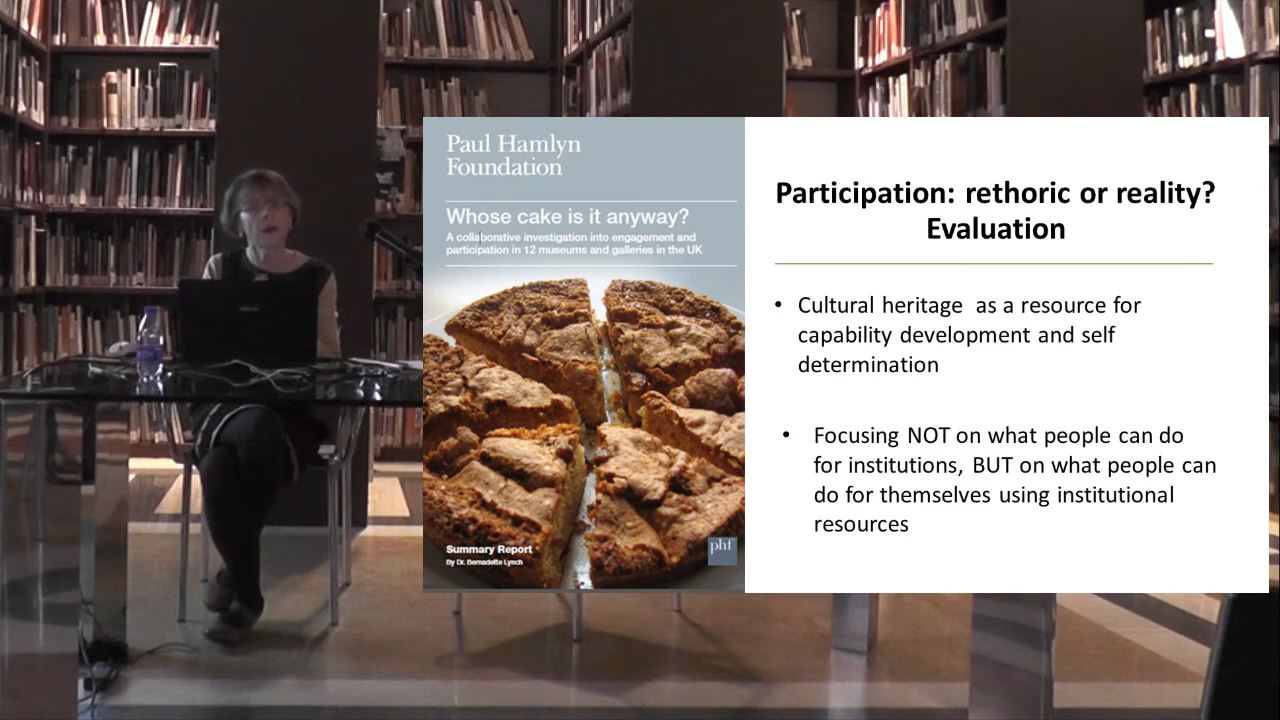 Paul Hamlyn
Foundation
Whose cake is it anyway?
A collaborative investigation into engagement and
participation in 12 museums and galleries in the UK
Summary Report
By Dr. Bernadette Lynch
phf
Participation: rethoric or reality?
Evaluation
• Cultural heritage as a resource for
capability development and self
determination
• Focusing NOT on what people can do
for institutions, BUT on what people can
do for themselves using institutional
resources